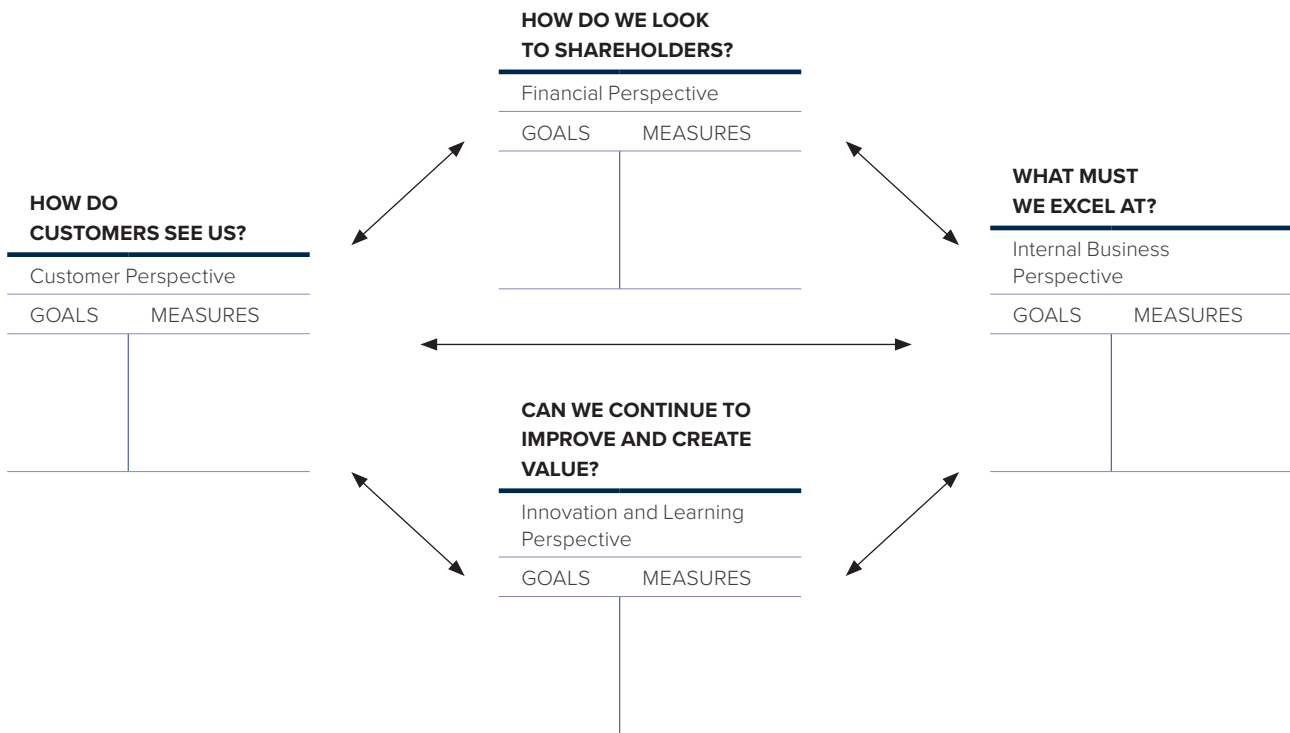 HOW DO WE LOOK
TO SHAREHOLDERS?
Financial Perspective
GOALS MEASURES
HOW DO
CUSTOMERS SEE US?
Customer Perspective
GOALS MEASURES
WHAT MUST
WE EXCEL AT?
Internal Business
Perspective
GOALS MEASURES
CAN WE CONTINUE TO
IMPROVE AND CREATE
VALUE?
Innovation and Learning
Perspective
GOALS MEASURES